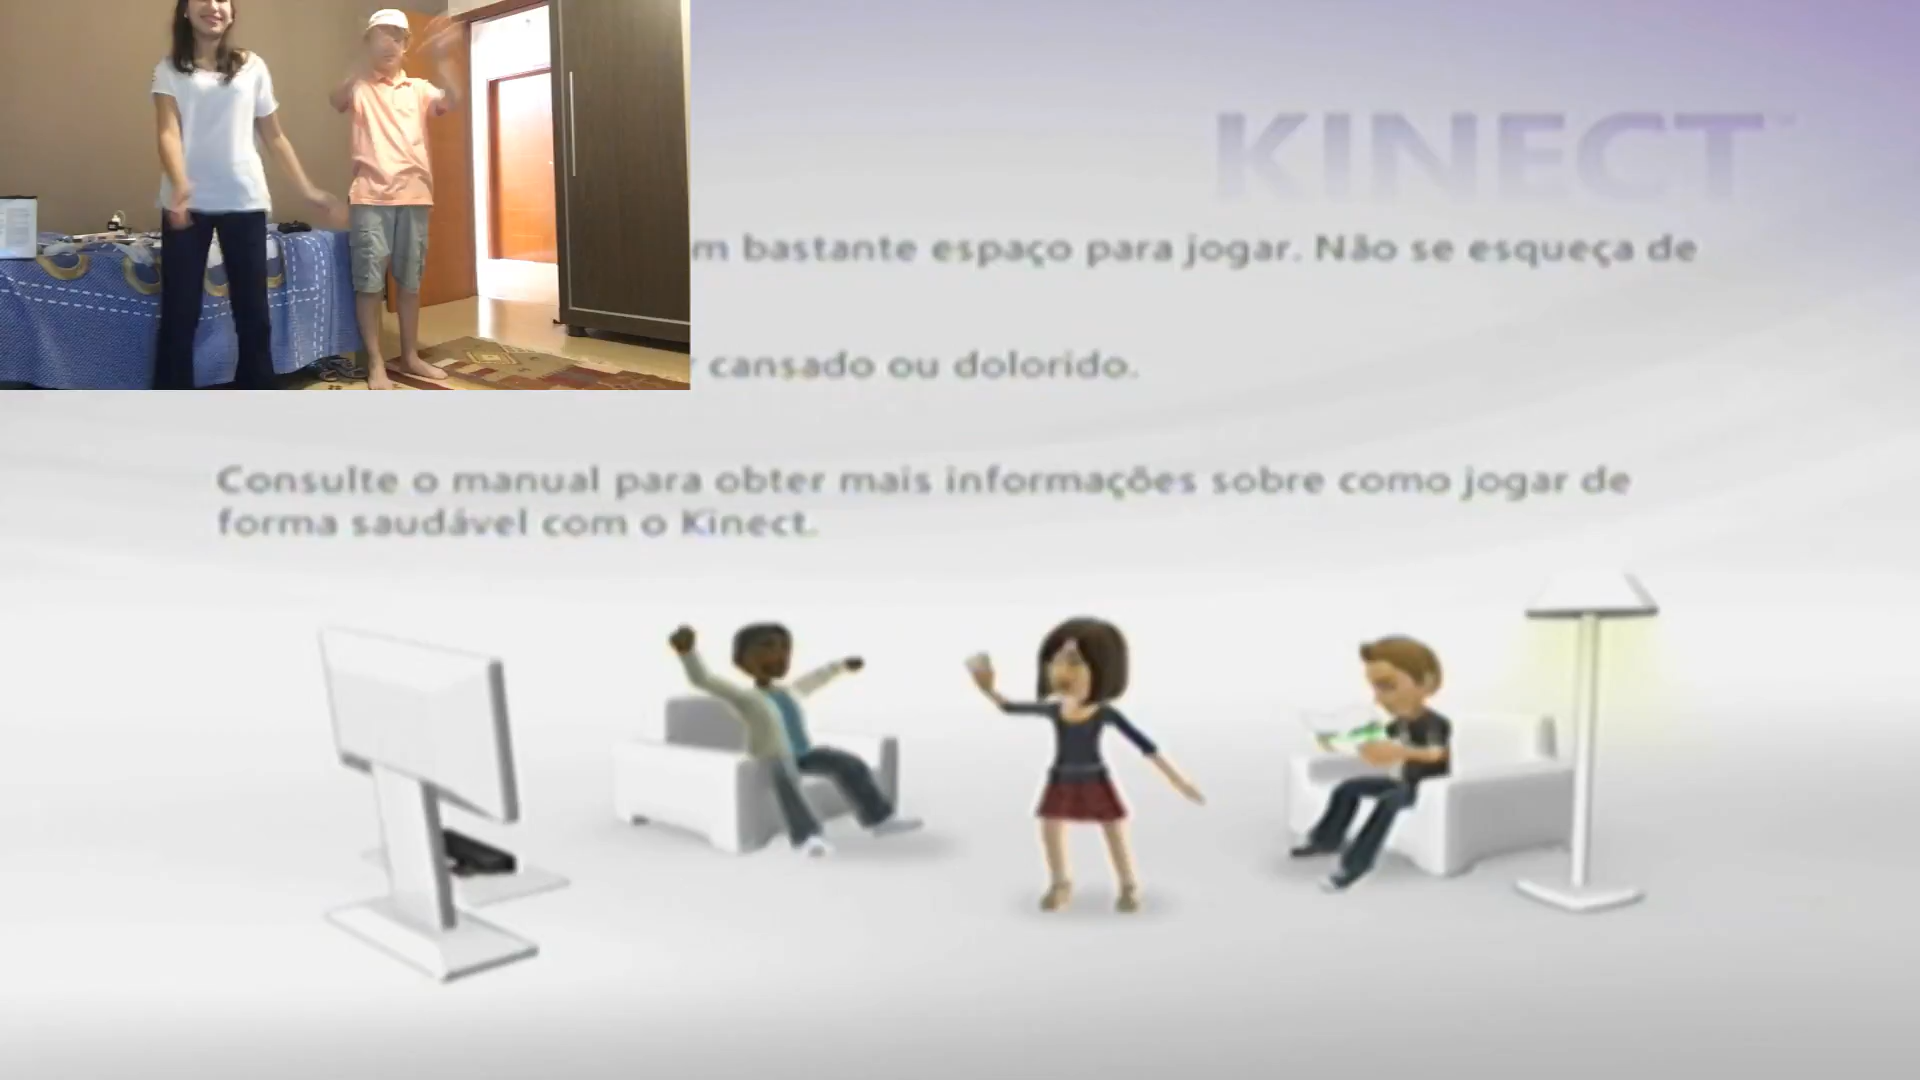 KINECT
bastante espaço para jogar. Não se esqueça de
cansado ou dolorido.
Consulte o manual para obter mais informações sobre como jogar de
forma saudável com o Kinect.